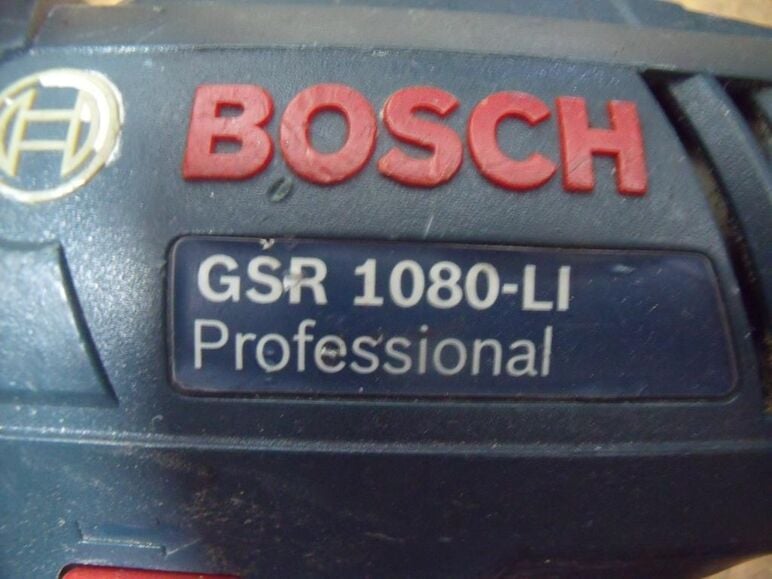 BOSCH
GSR 1080-LI
Professional